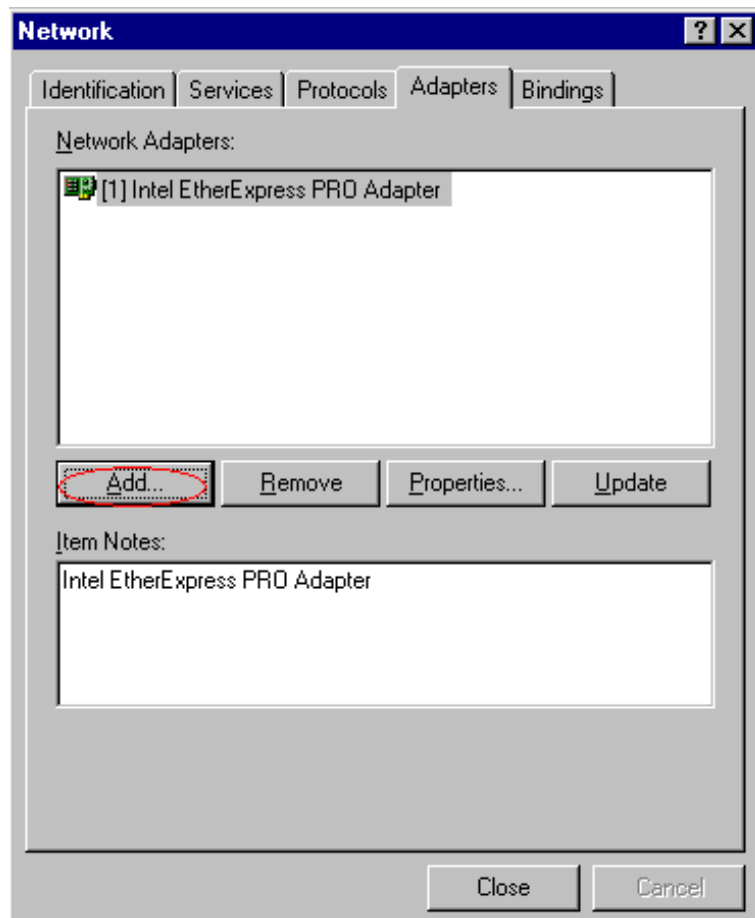 Network
Identification Services Protocols Adapters Bindings
Network Adapters:
[1] Intel EtherExpress PRO Adapter
Add... Remove Properties... Update
Item Notes:
Intel EtherExpress PRO Adapter
Close Cancel